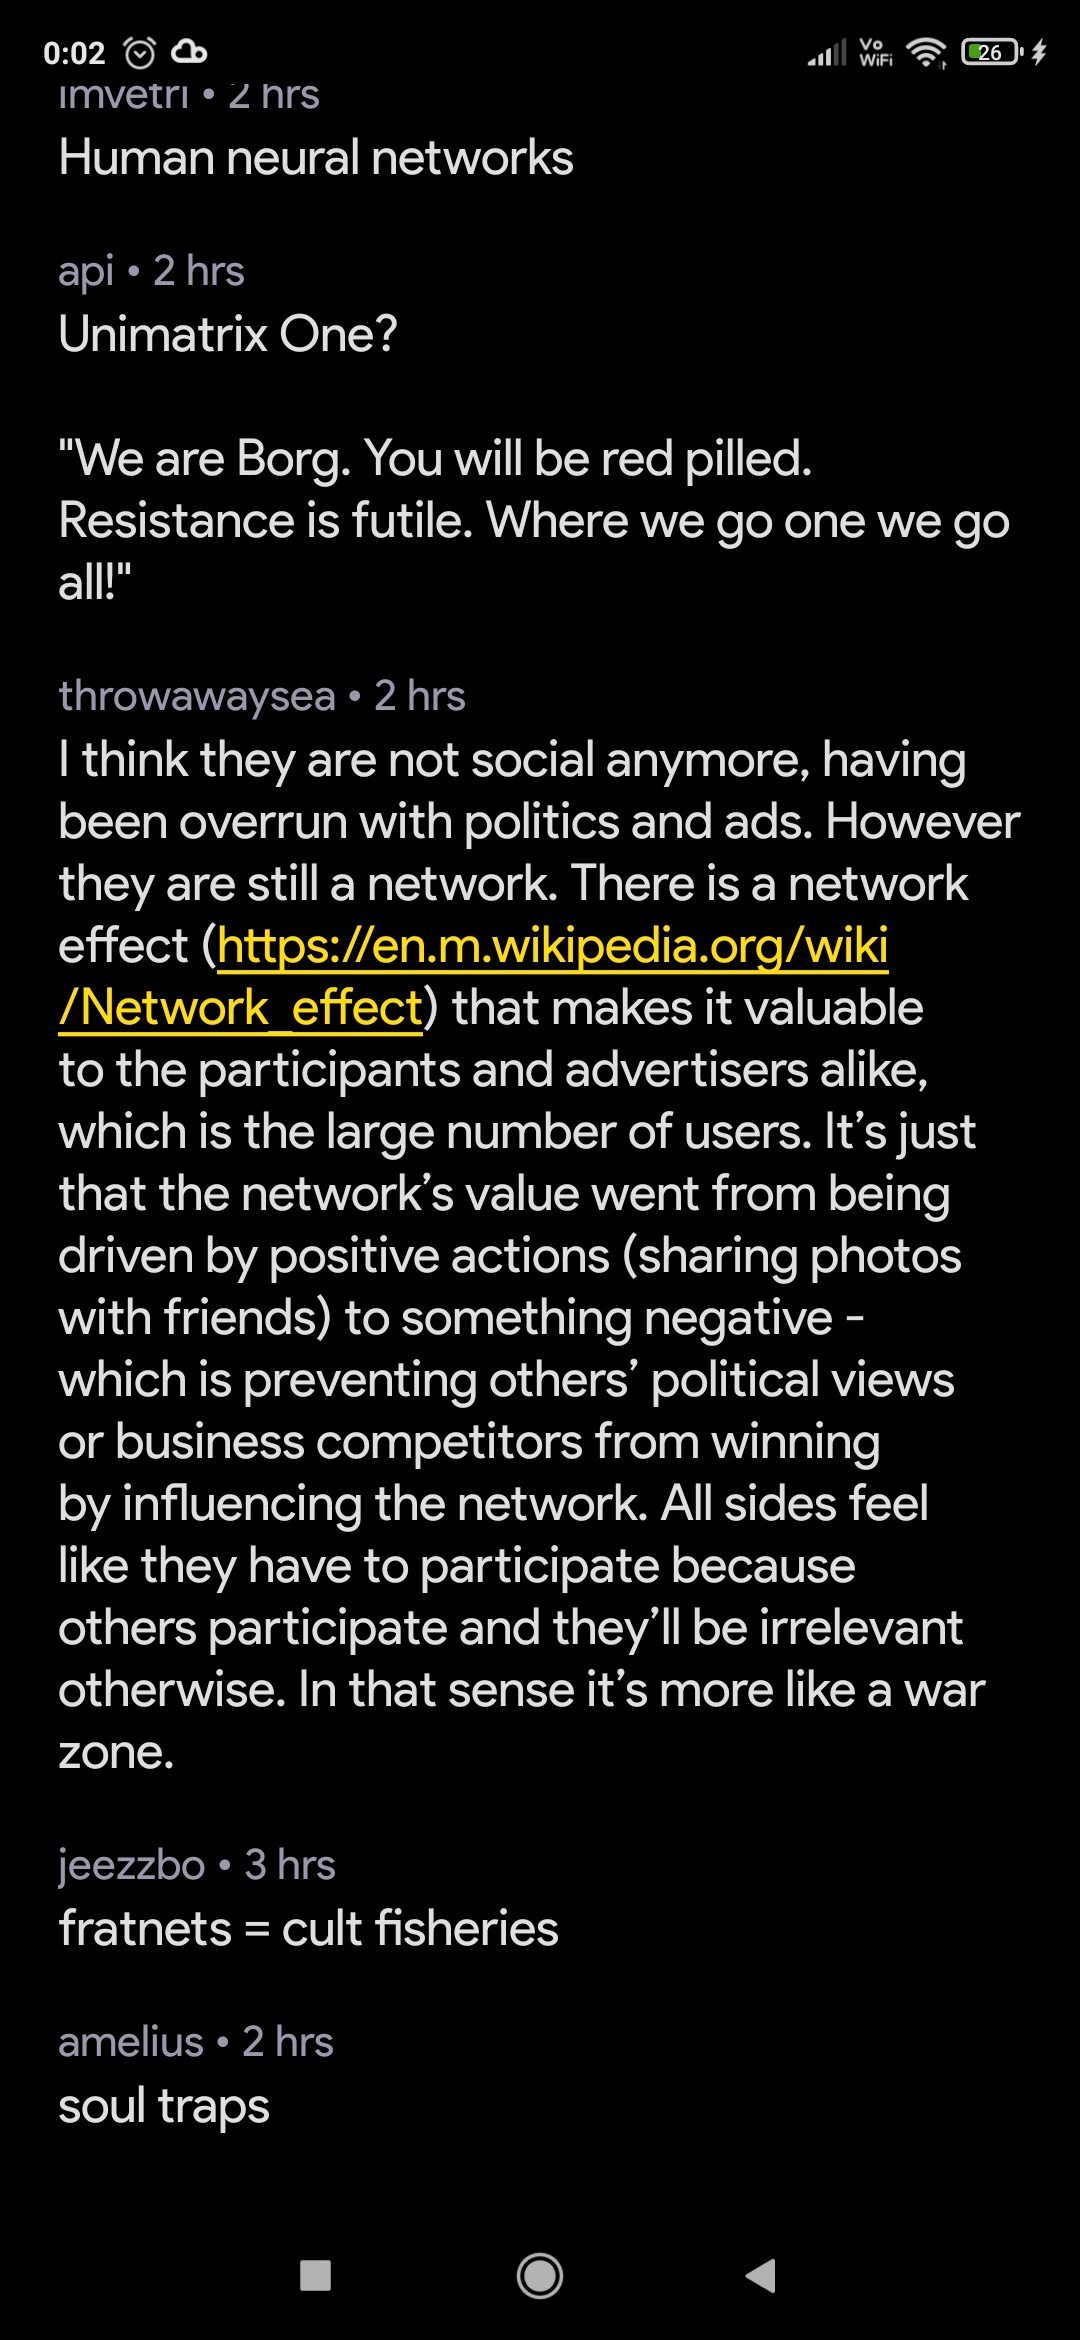 0:02 Vo WiFi 26
imvetri • 2 hrs
Human neural networks
api • 2 hrs
Unimatrix One?
"We are Borg. You will be red pilled.
Resistance is futile. Where we go one we go
all!"
throwawaysea • 2 hrs
I think they are not social anymore, having
been overrun with politics and ads. However
they are still a network. There is a network
effect (https://en.m.wikipedia.org/wiki
/Network_effect) that makes it valuable
to the participants and advertisers alike,
which is the large number of users. It’s just
that the network’s value went from being
driven by positive actions (sharing photos
with friends) to something negative -
which is preventing others’ political views
or business competitors from winning
by influencing the network. All sides feel
like they have to participate because
others participate and they’ll be irrelevant
otherwise. In that sense it’s more like a war
zone.
jeezzbo • 3 hrs
fratnets = cult fisheries
amelius • 2 hrs
soul traps